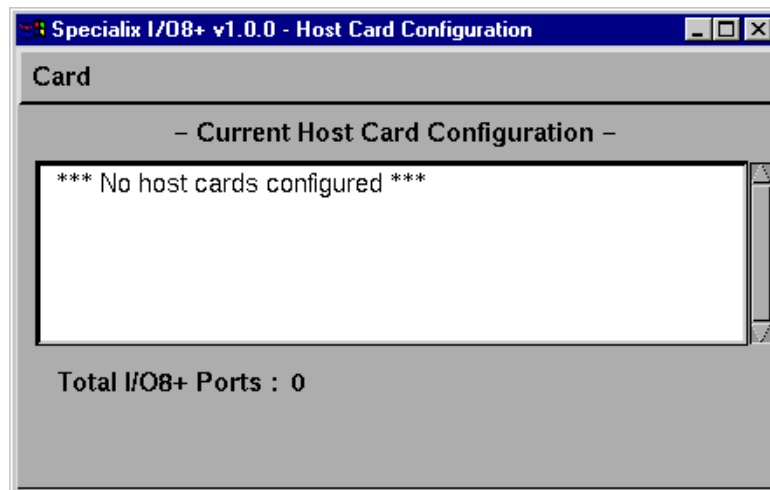 Specialix I/O8+ v1.0.0 - Host Card Configuration
Card
– Current Host Card Configuration –
*** No host cards configured ***
Total I/O8+ Ports : 0